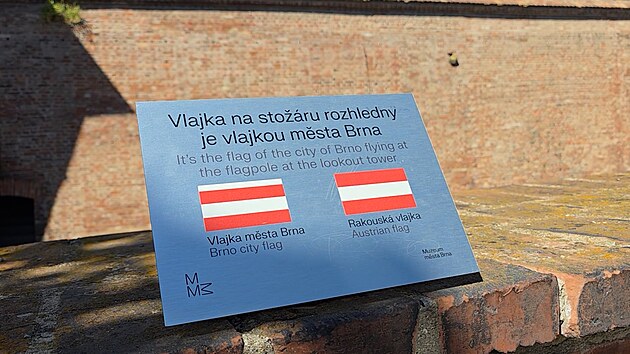 Vlajka na stožáru rozhledny
je vlajkou města Brna
It's the flag of the city of Brno flying at
the flagpole at the lookout tower
Vlajka města Brna
Brno city flag
Rakouská vlajka
Austrian flag
Muzeum
města Brna
M
MM